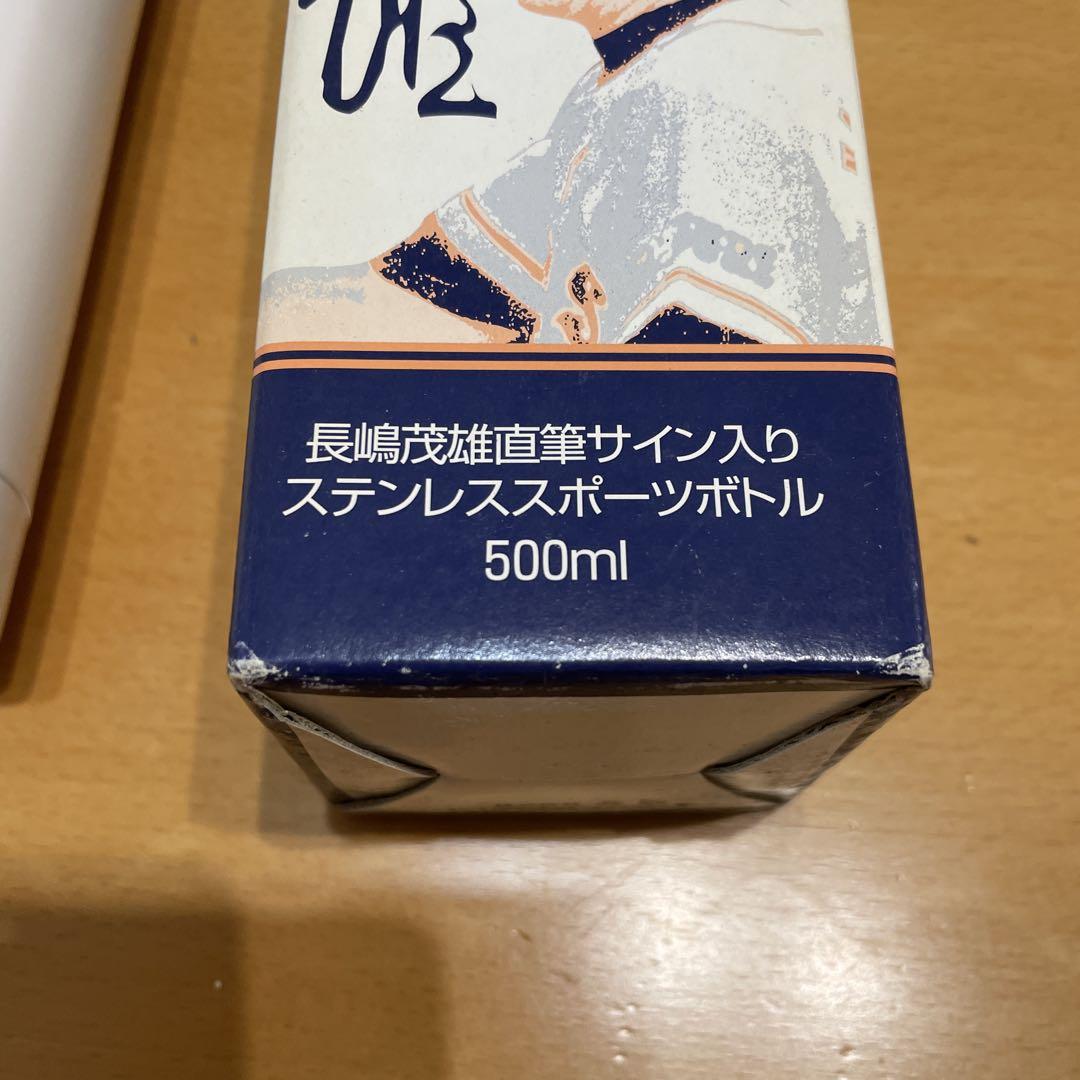 雄
長嶋茂雄直筆サイン入り
ステンレススポーツボトル
500ml